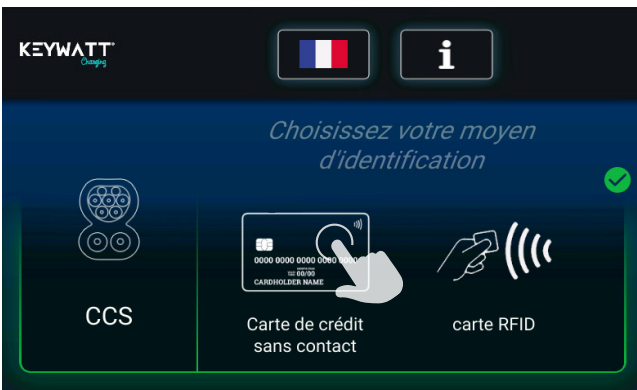 KEYWATT
Charging
i
Choisissez votre moyen
d'identification
0000 0000 0000 0000 0000
00/00
CARDHOLDER NAME
CCS
Carte de crédit
sans contact
carte RFID